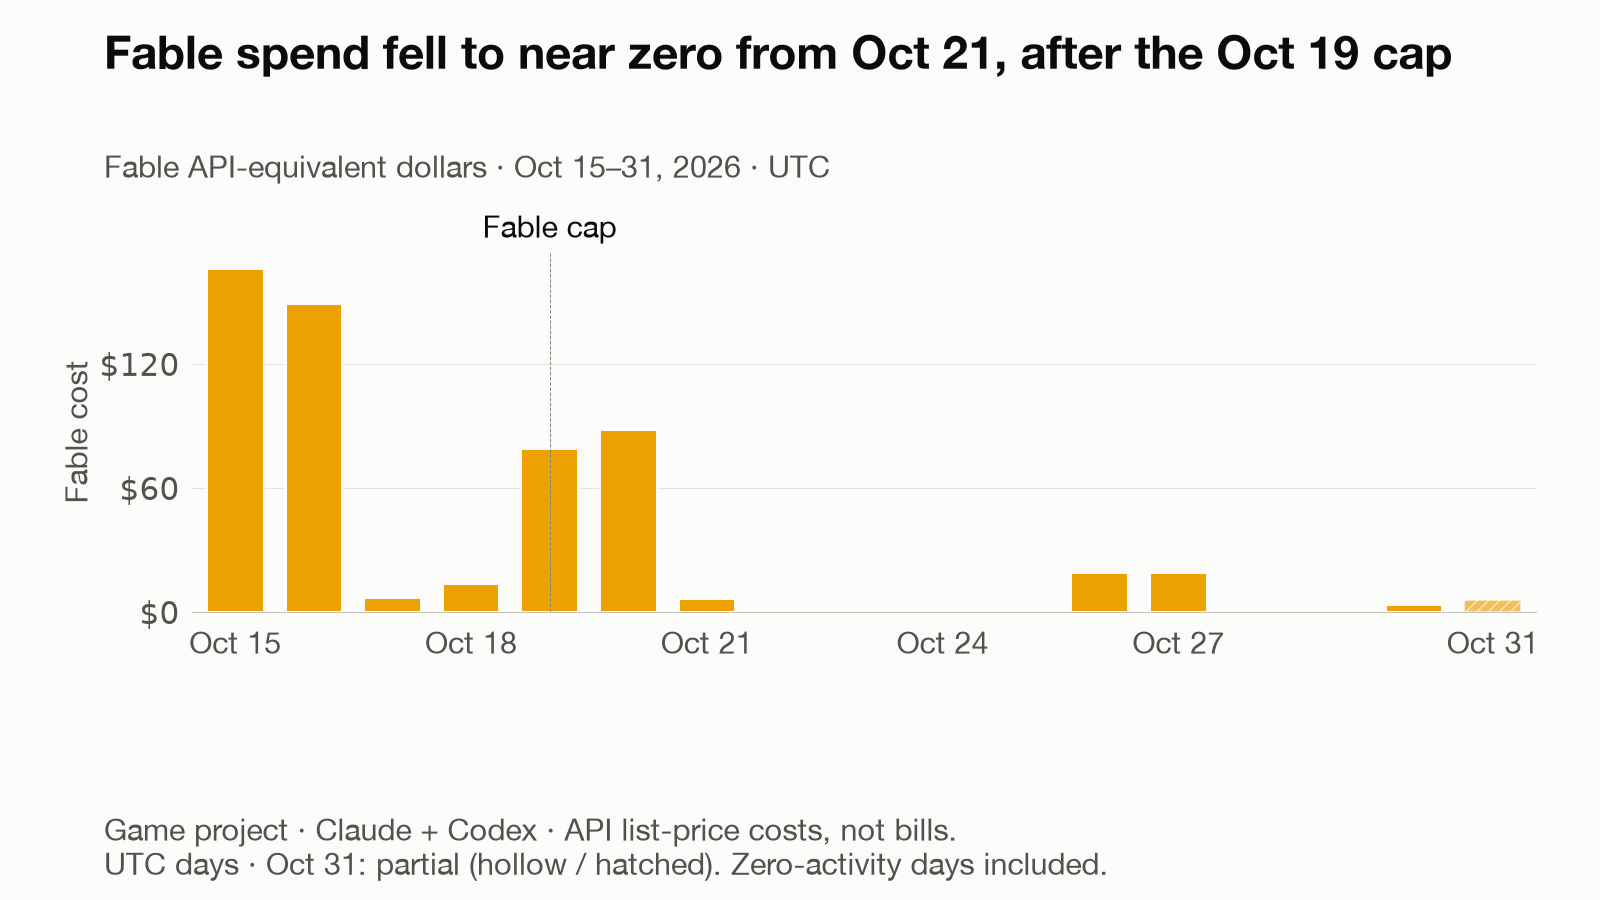 Fable spend fell to near zero from Oct 21, after the Oct 19 cap
Fable API-equivalent dollars · Oct 15–31, 2026 · UTC
Fable cap
Fable cost
$120
$60
$0
Oct 15
Oct 18
Oct 21
Oct 24
Oct 27
Oct 31
Game project · Claude + Codex · API list-price costs, not bills.
UTC days · Oct 31: partial (hollow / hatched). Zero-activity days included.